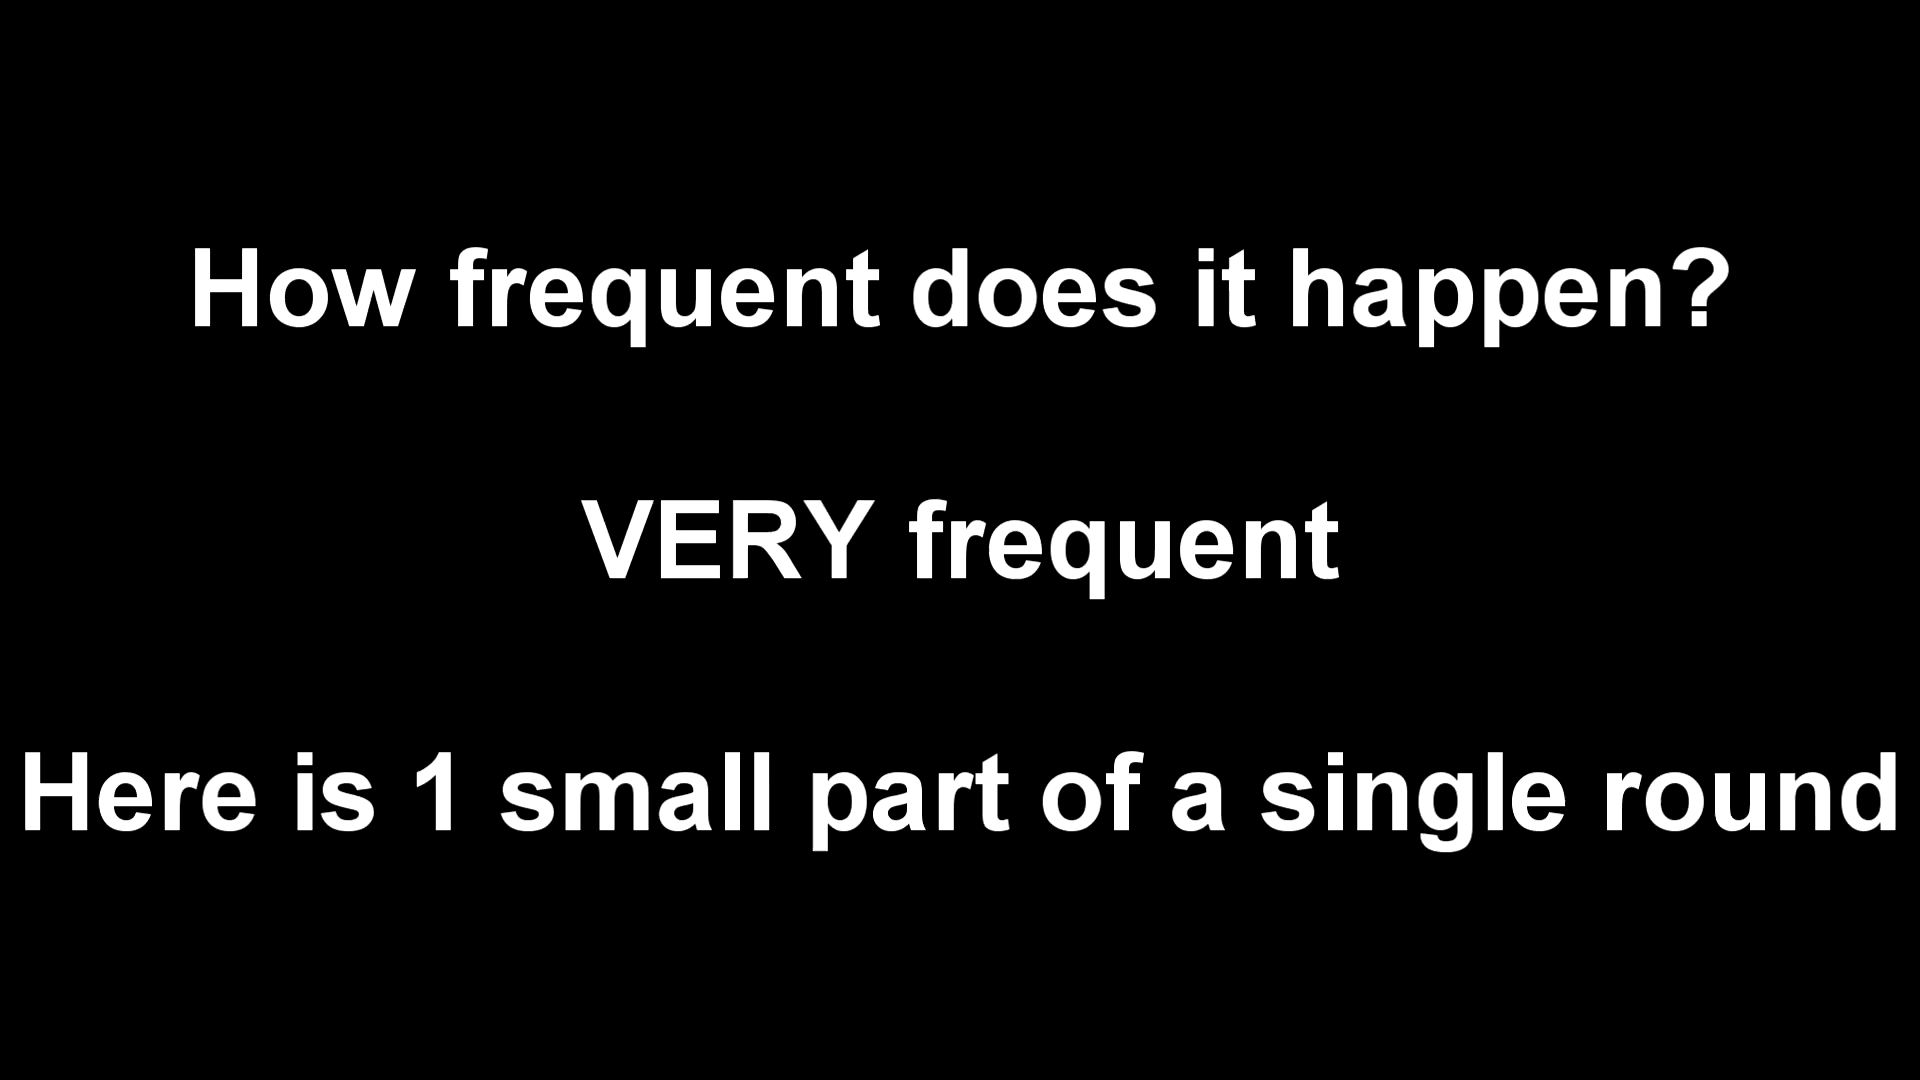 How frequent does it happen?
VERY frequent
Here is 1 small part of a single round